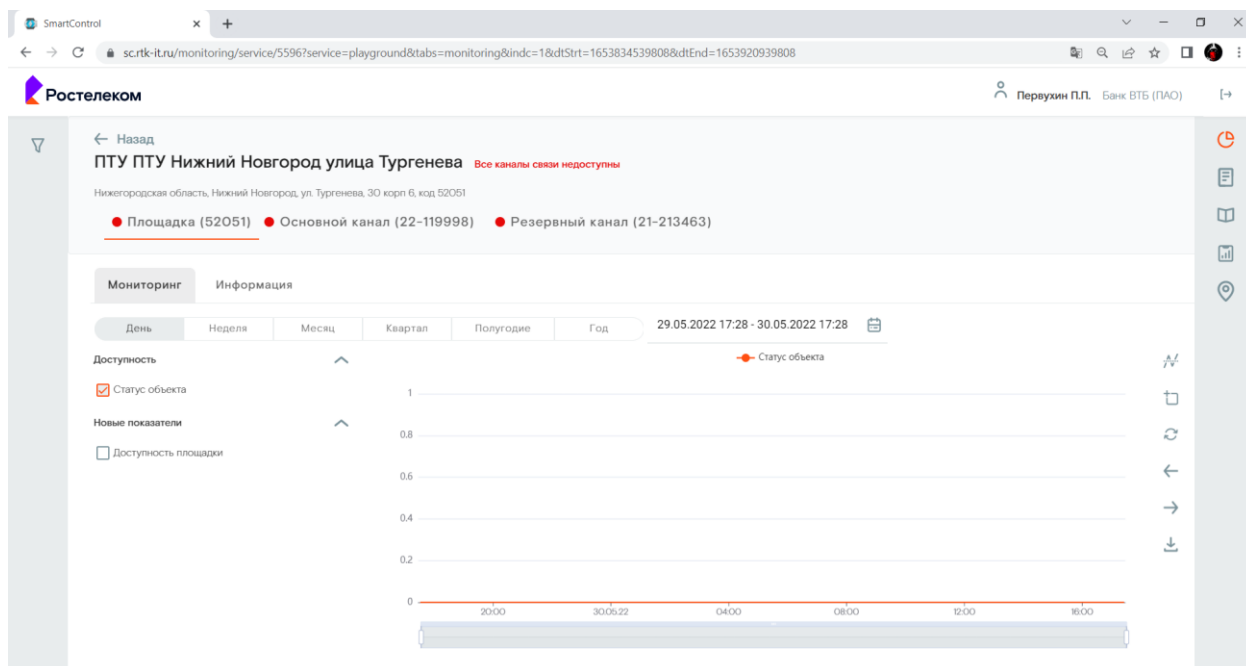 SmartControl
sc.rtk-it.ru/monitoring/service/5596?service=playground&tabs=monitoring&indc=1&dtStrt=1653834539808&dtEnd=1653920939808
Ростелеком
Первухин П.П. Банк ВТБ (ПАО)
Назад
ПТУ ПТУ Нижний Новгород улица Тургенева Все каналы связи недоступны
Нижегородская область, Нижний Новгород, ул. Тургенева, 30 корп 6, код 52051
Площадка (52051) Основной канал (22-119998) Резервный канал (21-213463)
Мониторинг Информация
День Неделя Месяц Квартал Полугодие Год 29.05.2022 17:28 - 30.05.2022 17:28
Доступность
Статус объекта
Статус объекта
Новые показатели
Доступность площадки
1
0.8
0.6
0.4
0.2
0
20:00 30.05.22 04:00 08:00 12:00 16:00